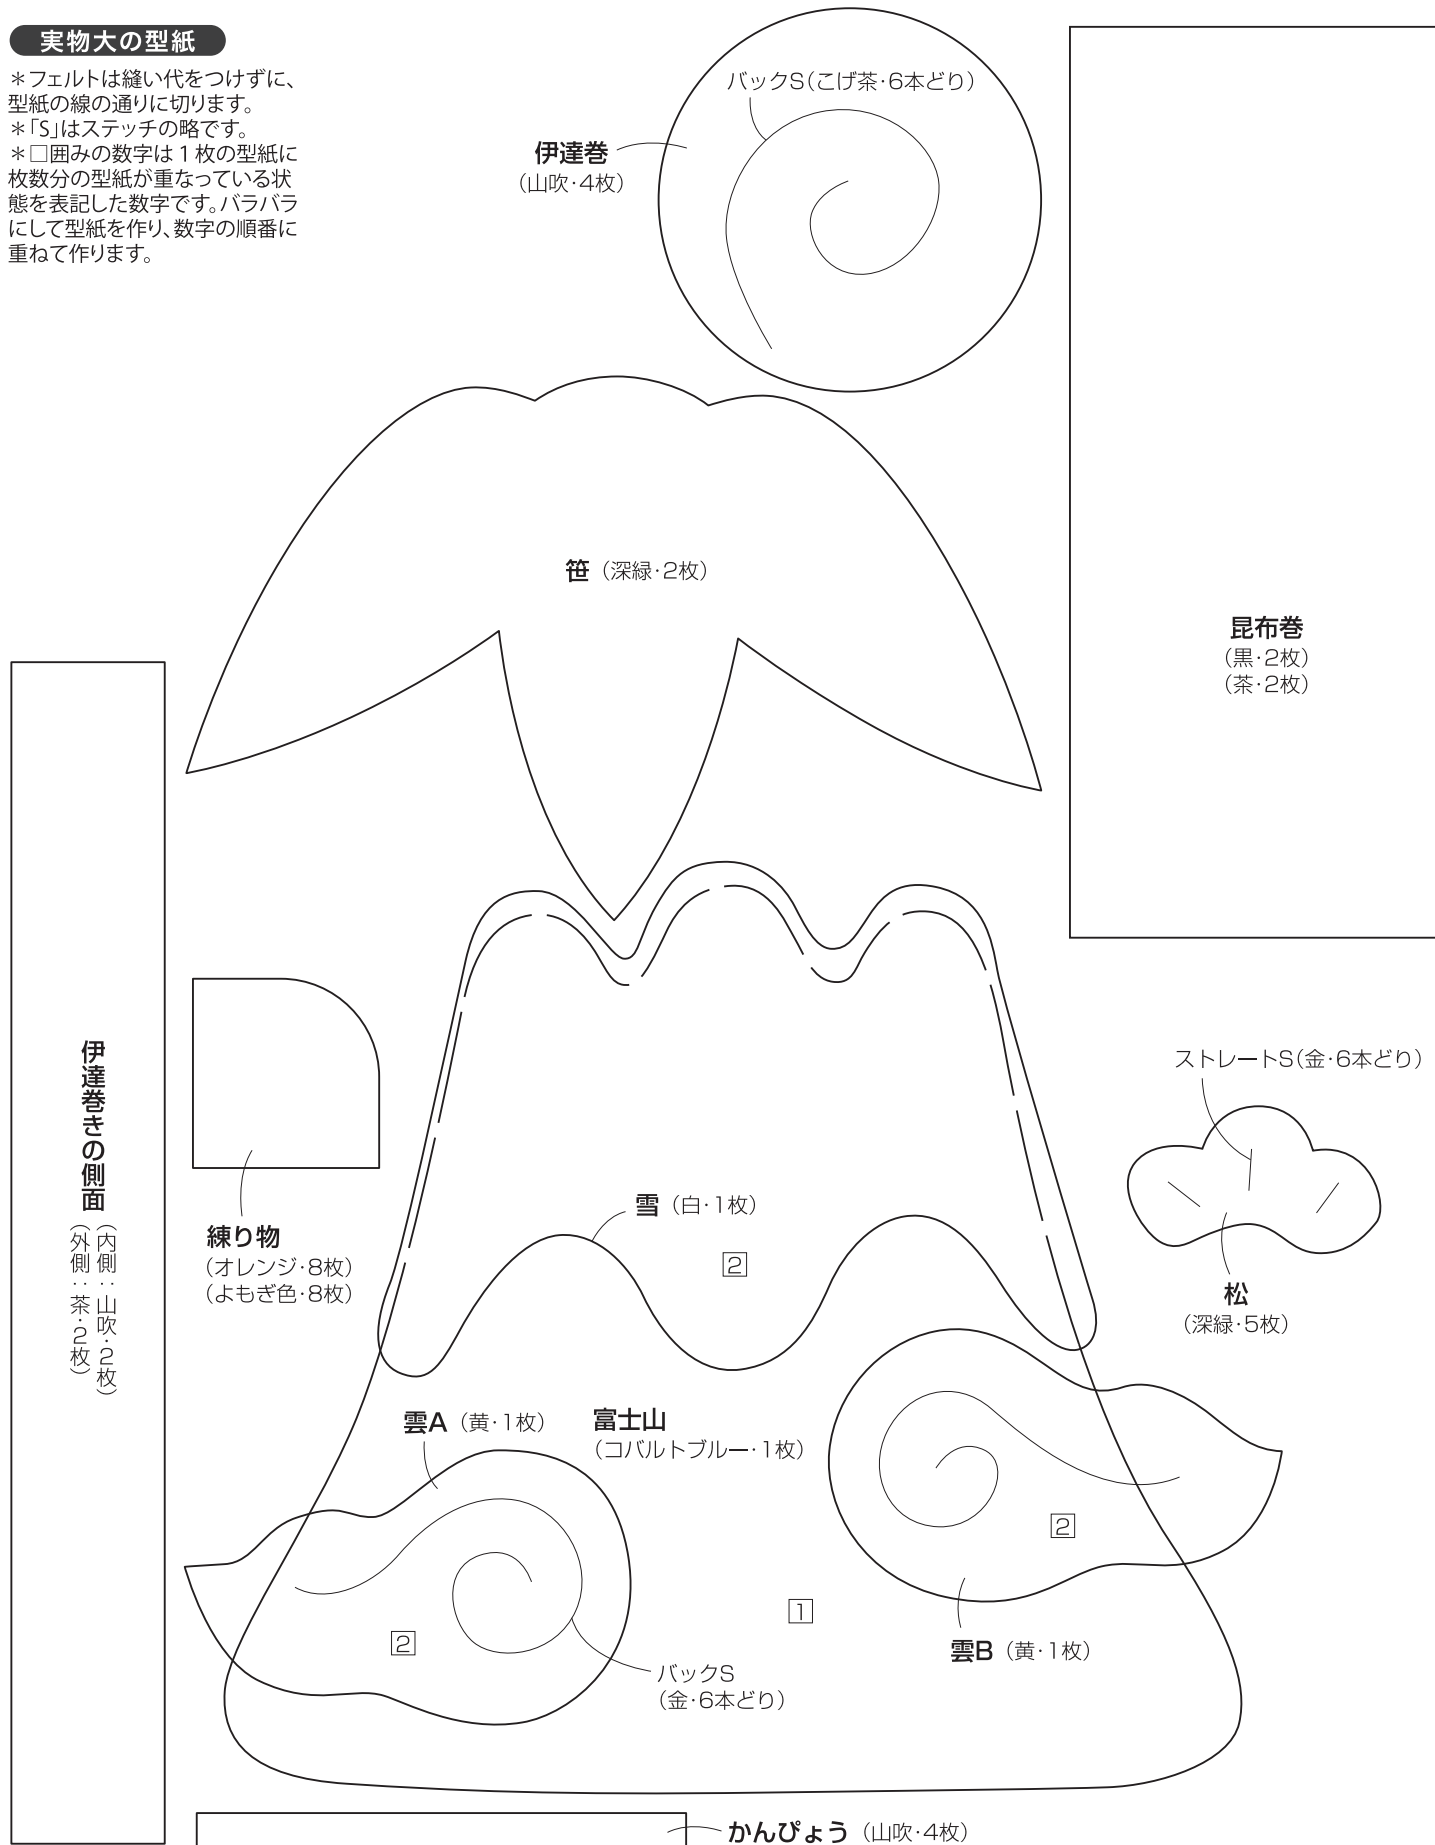 実物大の型紙
＊フェルトは縫い代をつけずに、
型紙の線の通りに切ります。
＊「S」はステッチの略です。
＊□囲みの数字は１枚の型紙に
枚数分の型紙が重なっている状
態を表記した数字です。バラバラ
にして型紙を作り、数字の順番に
重ねて作ります。
バックS（こげ茶・6本どり）
伊達巻
（山吹・4枚）
笹（深緑・2枚）
昆布巻
（黒・2枚）
（茶・2枚）
伊達巻きの側面
（内側：山吹・2枚）
（外側：茶・2枚）
練り物
（オレンジ・8枚）
（よもぎ色・8枚）
ストレートS（金・6本どり）
松
（深緑・5枚）
雪（白・1枚）
2
雲A（黄・1枚）
富士山
（コバルトブルー・1枚）
2
1
2
雲B（黄・1枚）
バックS
（金・6本どり）
かんぴょう（山吹・4枚）